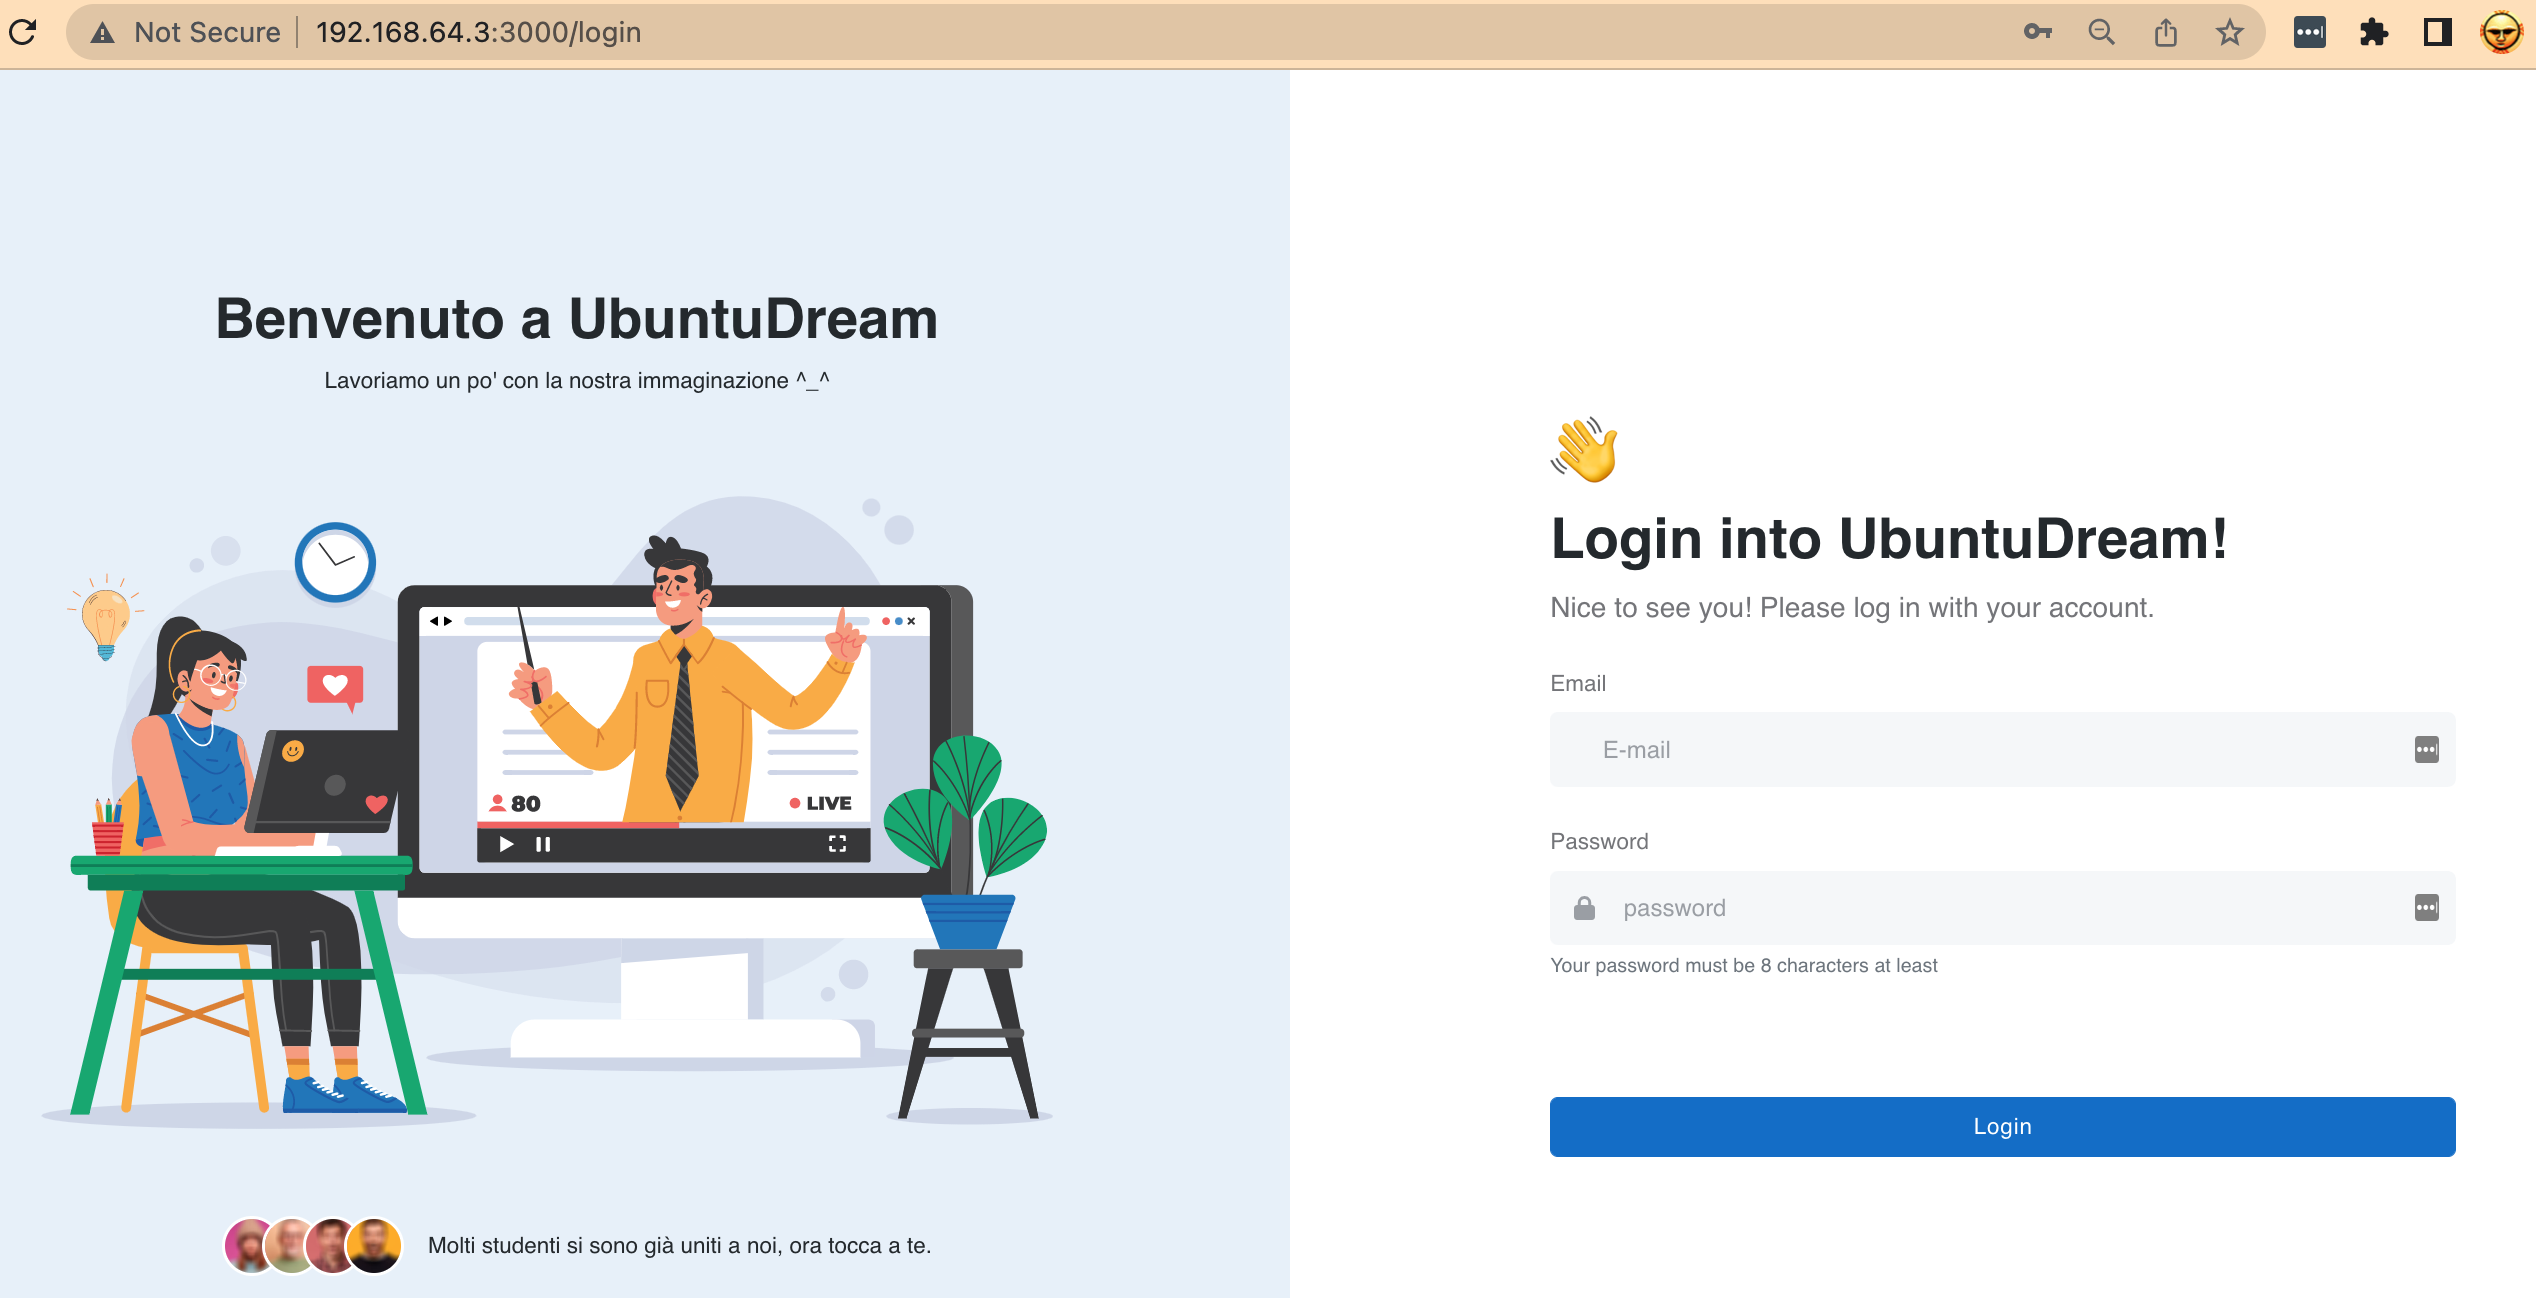 Not Secure
192.168.64.3:3000/login
Benvenuto a UbuntuDream
Lavoriamo un po' con la nostra immaginazione ^_^
80
LIVE
Molti studenti si sono già uniti a noi, ora tocca a te.
Login into UbuntuDream!
Nice to see you! Please log in with your account.
Email
E-mail
Password
password
Your password must be 8 characters at least
Login